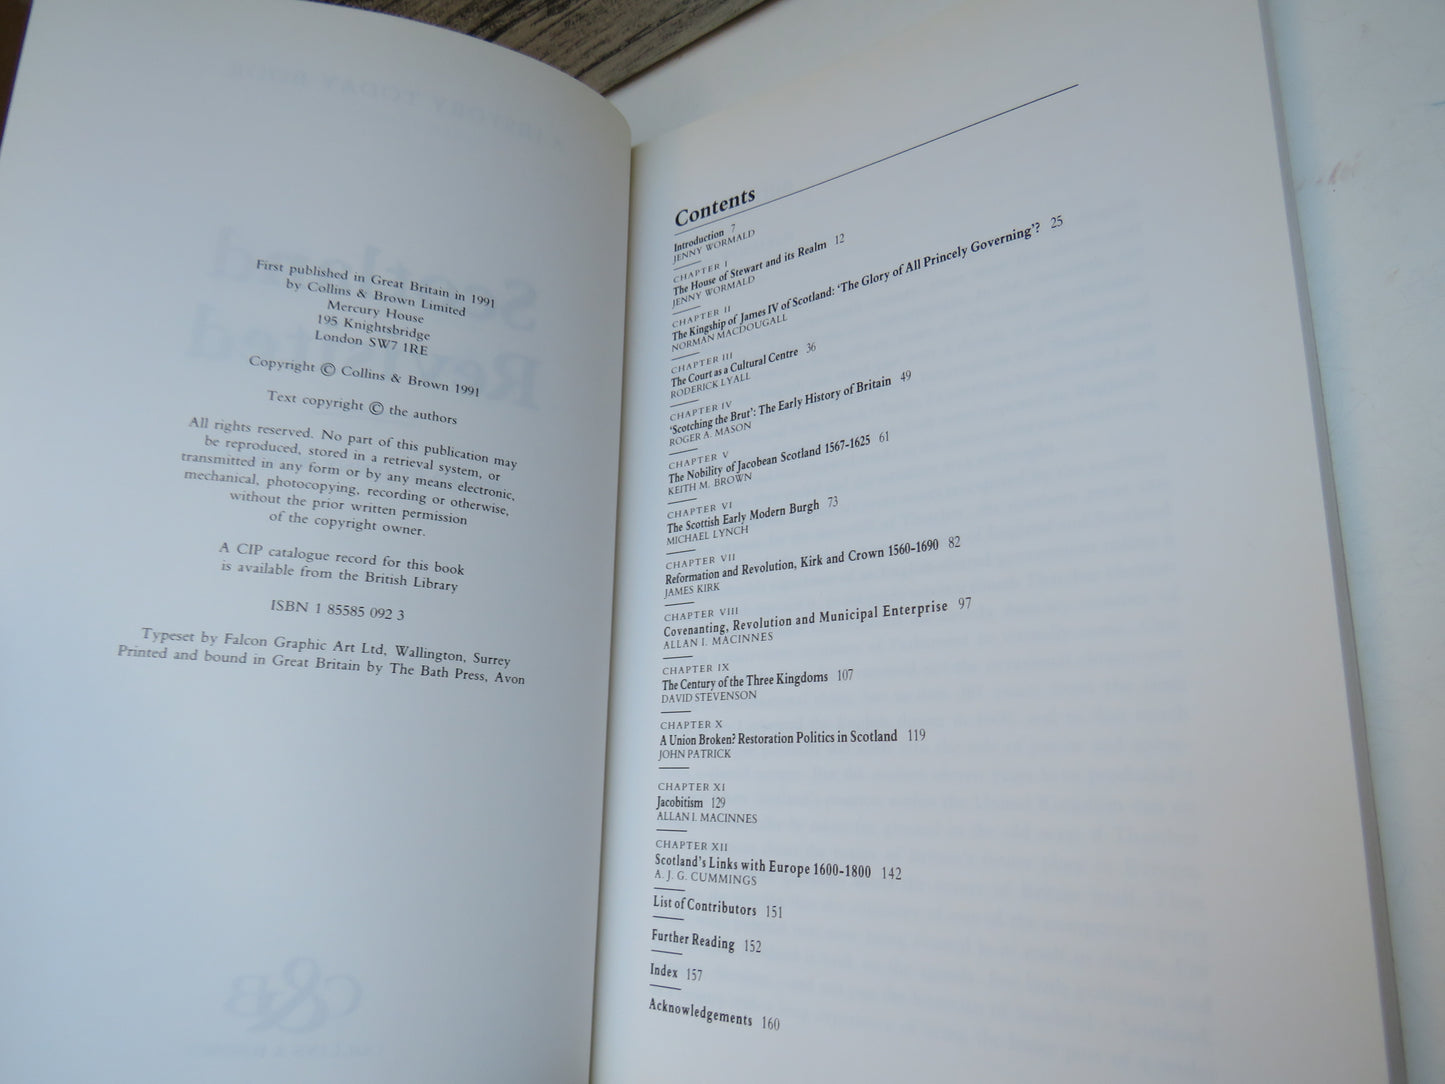 First published in Great Britain in 1991
by Collins & Brown Limited
Mercury House
195 Knightsbridge
London SW7 1RE
Copyright © Collins & Brown 1991
Text copyright © the authors
All rights reserved. No part of this publication may
be reproduced, stored in a retrieval system, or
transmitted in any form or by any means electronic,
mechanical, photocopying, recording or otherwise,
without the prior written permission
of the copyright owner.
A CIP catalogue record for this book
is available from the British Library
ISBN 1 85585 092 3
Typeset by Falcon Graphic Art Ltd, Wallington, Surrey
Printed and bound in Great Britain by The Bath Press, Avon
Contents
Introduction 7
JENNY WORMALD
CHAPTER I
The House of Stewart and its Realm 12
JENNY WORMALD
CHAPTER II
The Kingship of James IV of Scotland: 'The Glory of All Princely Governing'? 25
NORMAN MACDOUGALL
CHAPTER III
The Court as a Cultural Centre 36
RODERICK LYALL
CHAPTER IV
'Scotching the Brut': The Early History of Britain 49
ROGER A. MASON
CHAPTER V
The Nobility of Jacobean Scotland 1567-1625 61
KEITH M. BROWN
CHAPTER VI
The Scottish Early Modern Burgh 73
MICHAEL LYNCH
CHAPTER VII
Reformation and Revolution, Kirk and Crown 1560-1690 82
JAMES KIRK
CHAPTER VIII
Covenanting, Revolution and Municipal Enterprise 97
ALLAN I. MACINNES
CHAPTER IX
The Century of the Three Kingdoms 107
DAVID STEVENSON
CHAPTER X
A Union Broken? Restoration Politics in Scotland 119
JOHN PATRICK
CHAPTER XI
Jacobitism 129
ALLAN I. MACINNES
CHAPTER XII
Scotland's Links with Europe 1600-1800 142
A. J. G. CUMMINGS
List of Contributors 151
Further Reading 152
Index 157
Acknowledgements 160